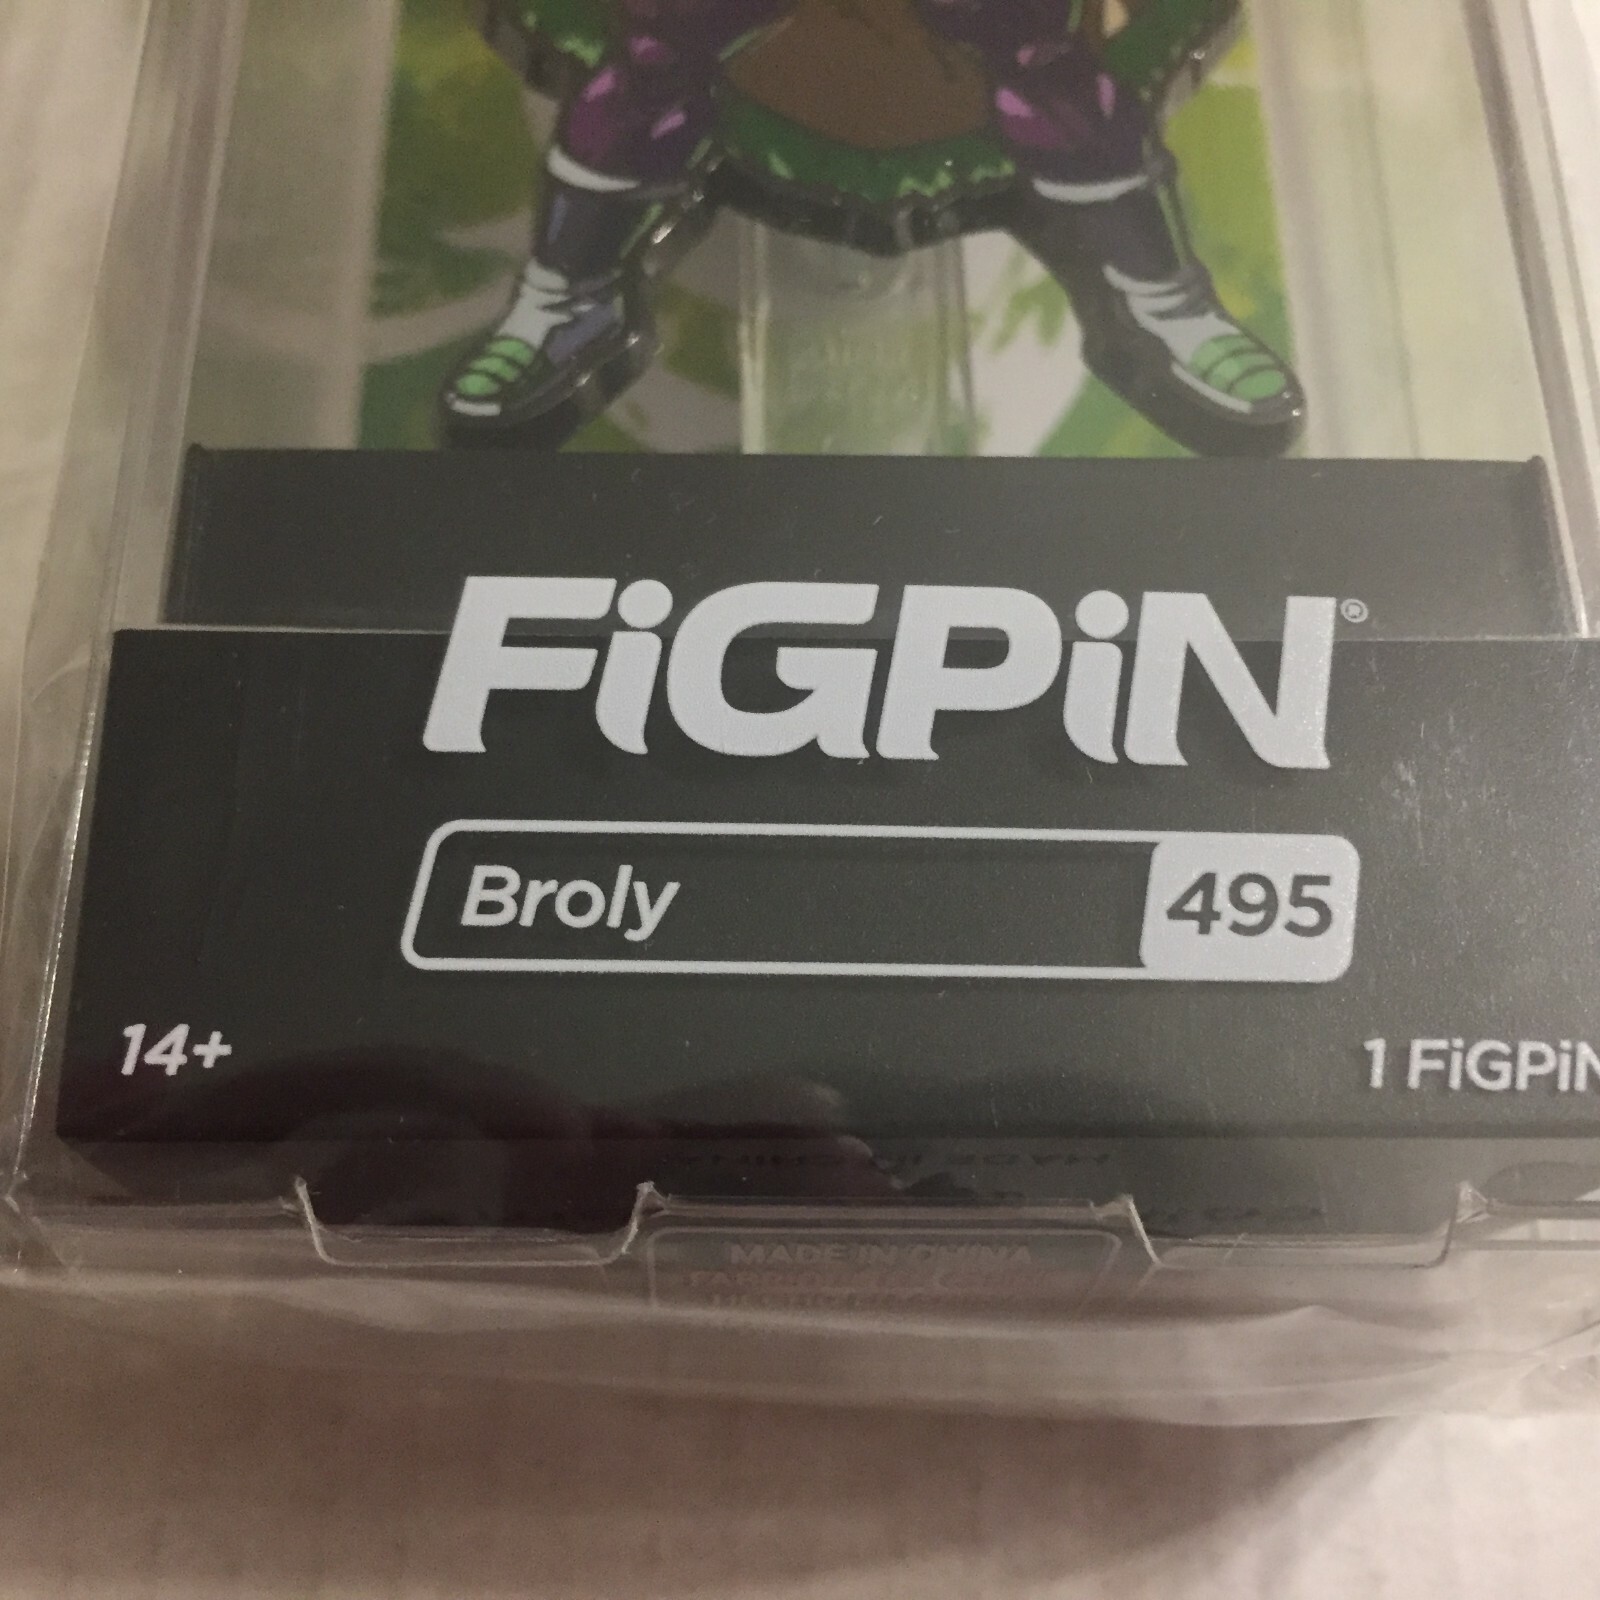 FiGPiN®
Broly 495
14+ 1 FiGPiN
MADE IN CHINA